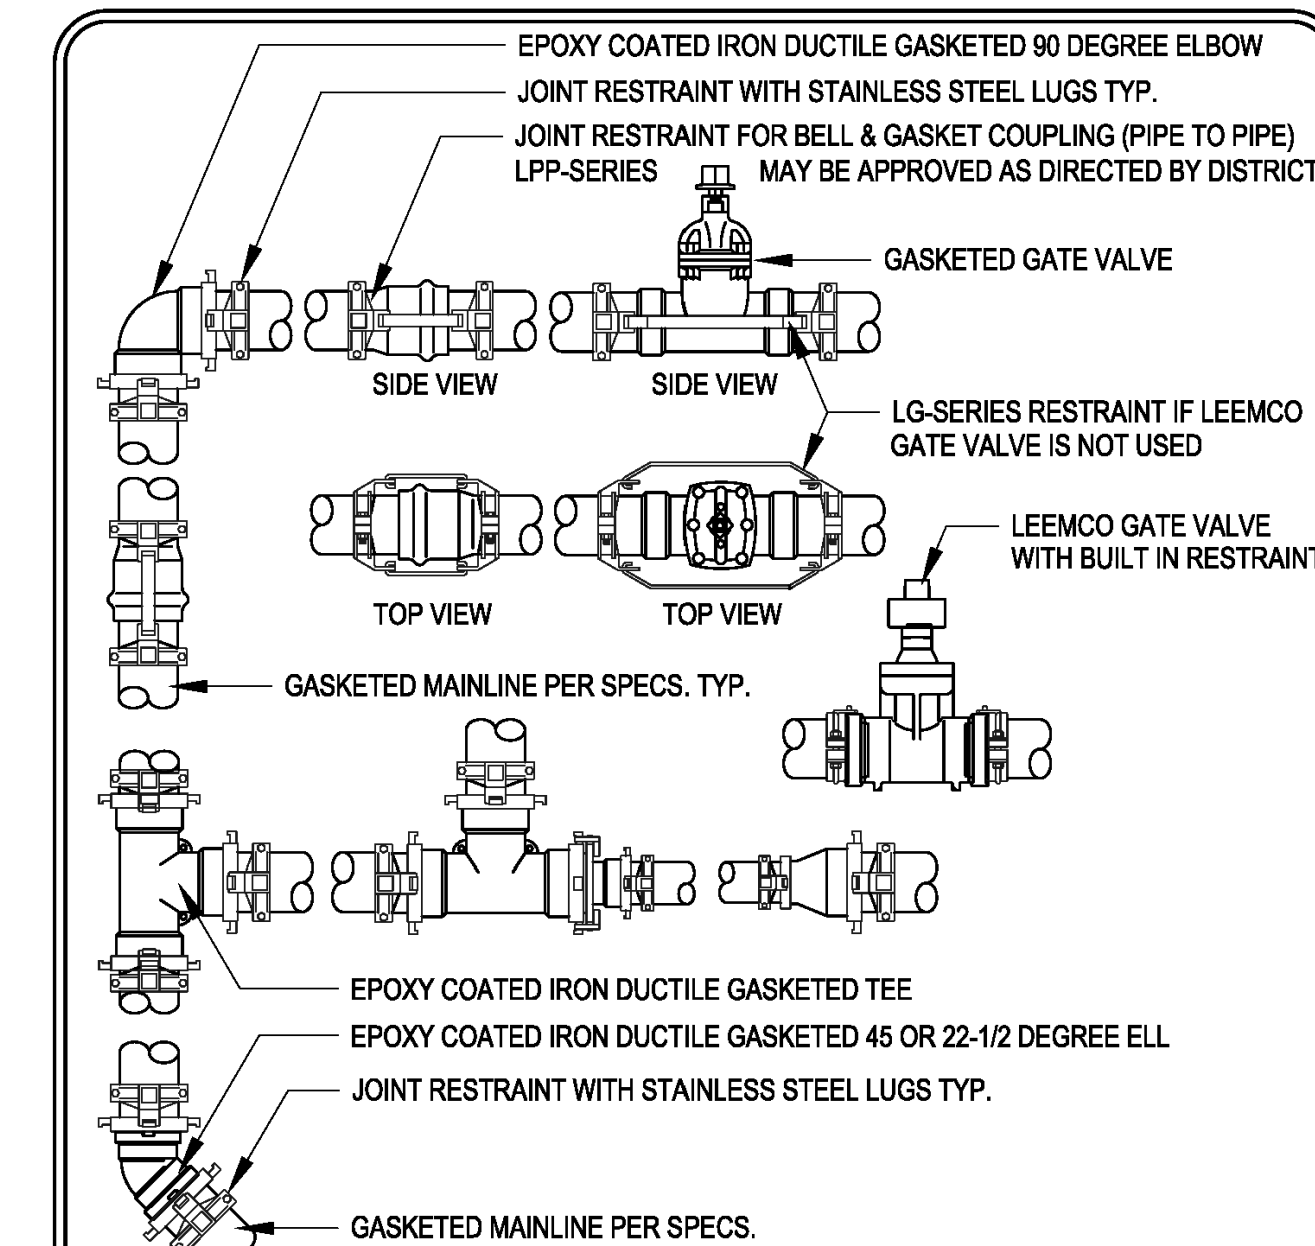 EPOXY COATED IRON DUCTILE GASKETED 90 DEGREE ELBOW
JOINT RESTRAINT WITH STAINLESS STEEL LUGS TYP.
JOINT RESTRAINT FOR BELL & GASKET COUPLING (PIPE TO PIPE)
LPP-SERIES MAY BE APPROVED AS DIRECTED BY DISTRICT
GASKETED GATE VALVE
SIDE VIEW
SIDE VIEW
LG-SERIES RESTRAINT IF LEEMCO
GATE VALVE IS NOT USED
LEEMCO GATE VALVE
WITH BUILT IN RESTRAINT
TOP VIEW
TOP VIEW
GASKETED MAINLINE PER SPECS. TYP.
EPOXY COATED IRON DUCTILE GASKETED TEE
EPOXY COATED IRON DUCTILE GASKETED 45 OR 22-1/2 DEGREE ELL
JOINT RESTRAINT WITH STAINLESS STEEL LUGS TYP.
GASKETED MAINLINE PER SPECS.